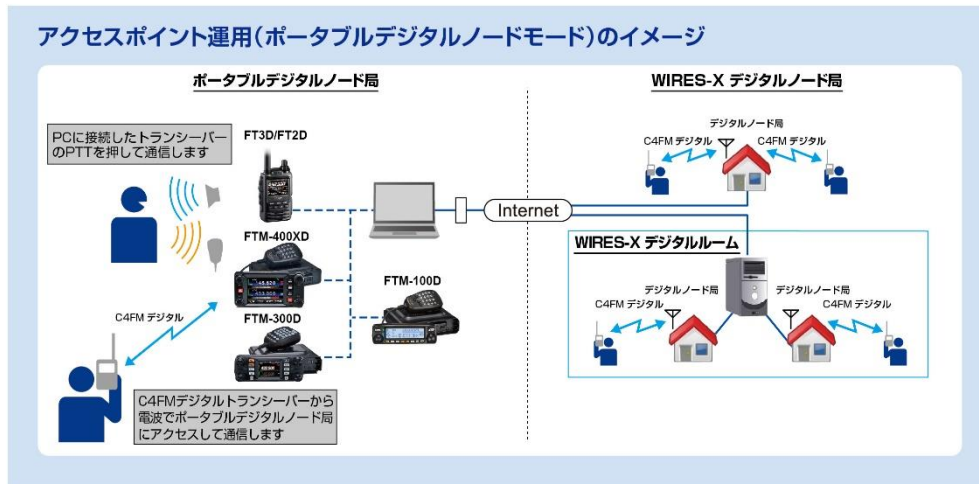 アクセスポイント運用(ポータブルデジタルノードモード)のイメージ
ポータブルデジタルノード局
PCに接続したトランシーバー
のPTTを押して通信します
FT3D/FT2D
FTM-400XD
FTM-100D
C4FM デジタル
FTM-300D
C4FMデジタルトランシーバーから
電波でポータブルデジタルノード局
にアクセスして通信します
Internet
WIRES-X デジタルノード局
デジタルノード局
C4FM デジタル
C4FM デジタル
WIRES-X デジタルルーム
デジタルノード局
デジタルノード局
C4FM デジタル
C4FM デジタル